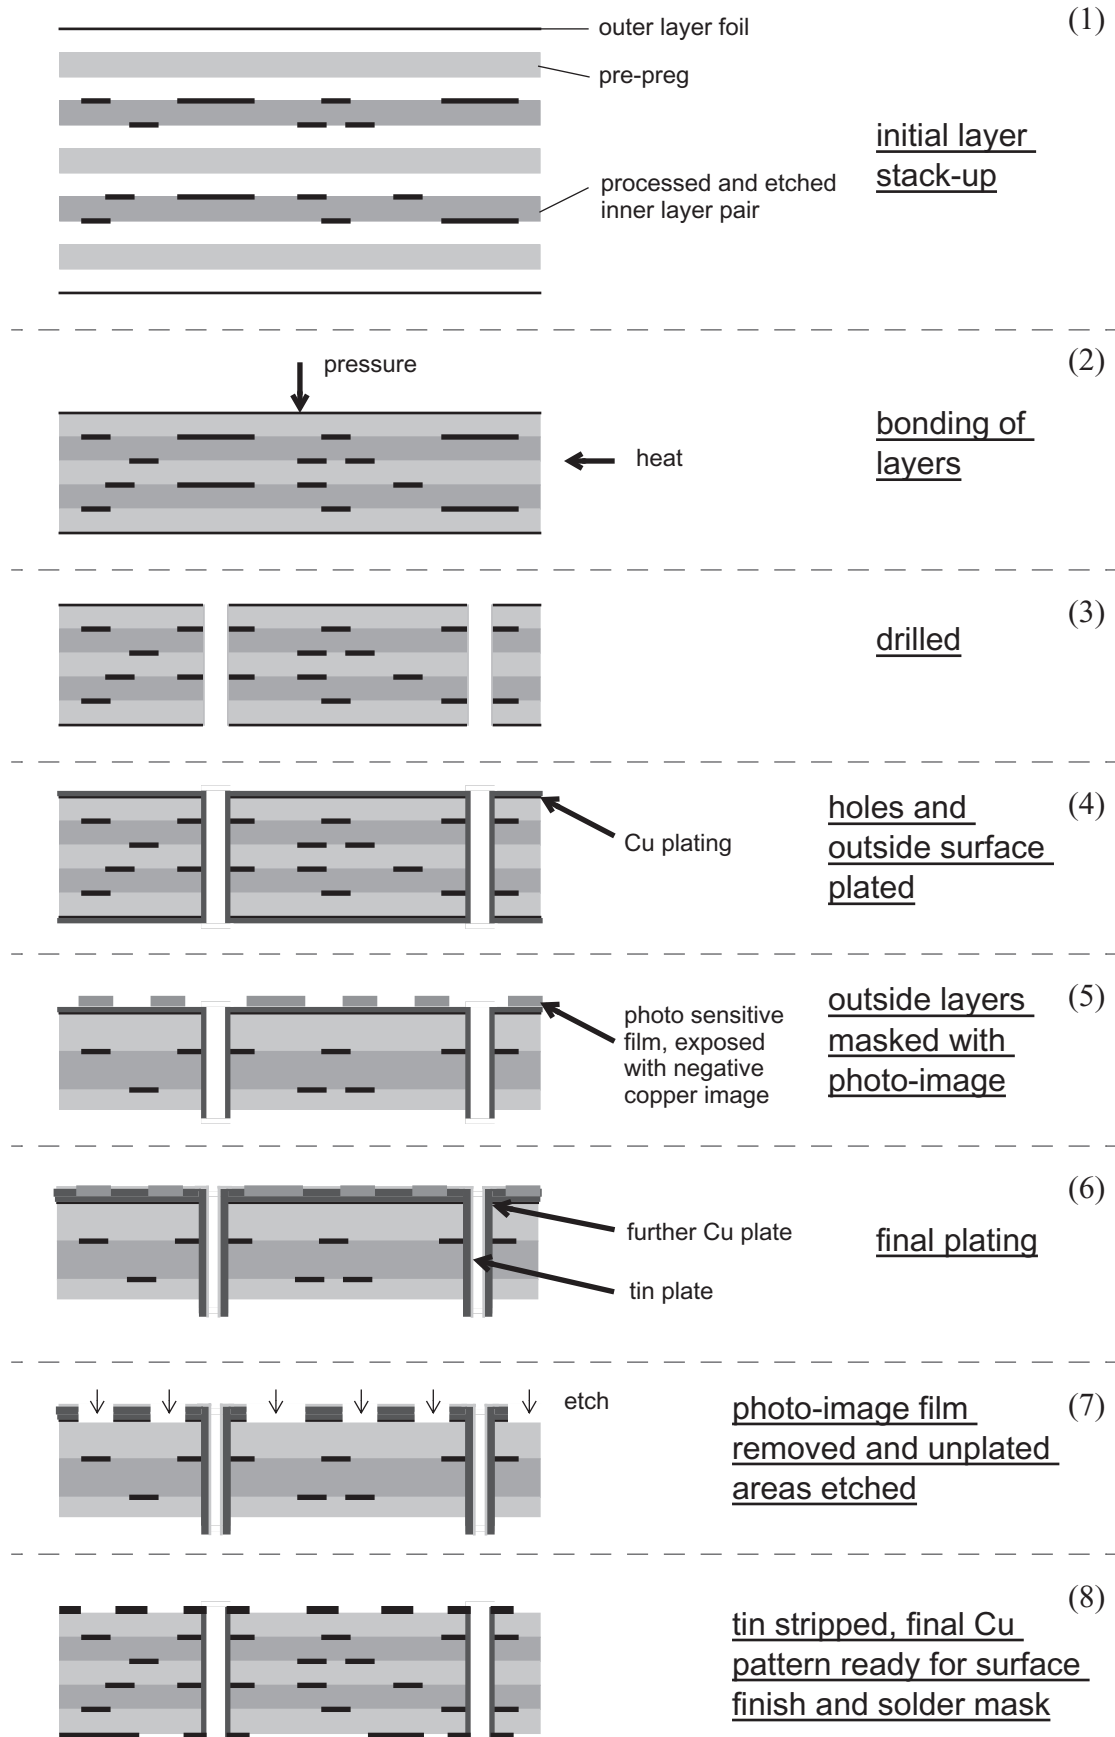 (1)
outer layer foil
pre-preg
initial layer
stack-up
processed and etched
inner layer pair
(2)
pressure
bonding of
layers
heat
(3)
drilled
(4)
holes and
outside surface
plated
Cu plating
(5)
outside layers
masked with
photo-image
photo sensitive
film, exposed
with negative
copper image
(6)
further Cu plate
final plating
tin plate
(7)
etch
photo-image film
removed and unplated
areas etched
(8)
tin stripped, final Cu
pattern ready for surface
finish and solder mask